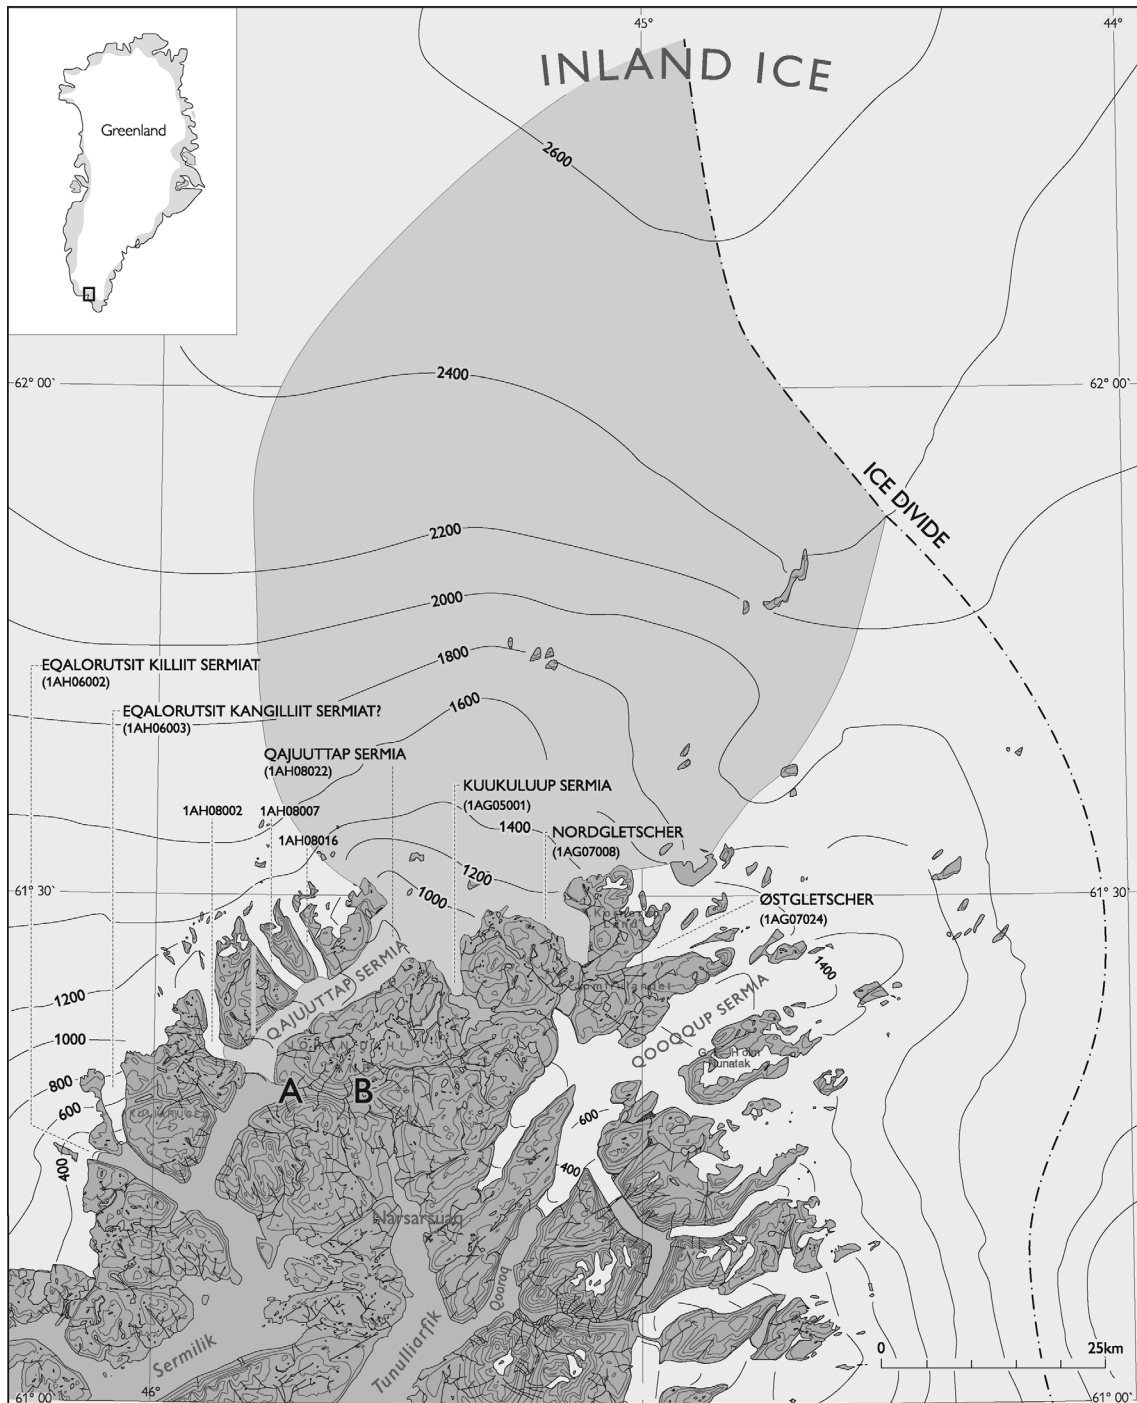 45°
44°
INLAND ICE
Greenland
2600
62° 00`
2400
62° 00`
ICE DIVIDE
2200
2000
1800
EQALORUTSIT KILLIIT SERMIAT
(1AH06002)
1600
EQALORUTSIT KANGILLIIT SERMIAT?
(1AH06003)
QAJUUTTAP SERMIA
(1AH08022)
KUUKULUUP SERMIA
(1AG05001)
1AH08002
1AH08007
1400
NORDGLETSCHER
(1AG07008)
1AH08016
1200
1000
61° 30`
61° 30`
ØSTGLETSCHER
(1AG07024)
QAJUUTTAP SERMIA
1400
1200
QOOQQUP SERMIA
1000
Nunatak
800
A
B
600
600
400
400
Narsarsuaq
Qooroq
Tunulliarfik
Sermilik
0
25km
46°
61° 00`
61° 00`